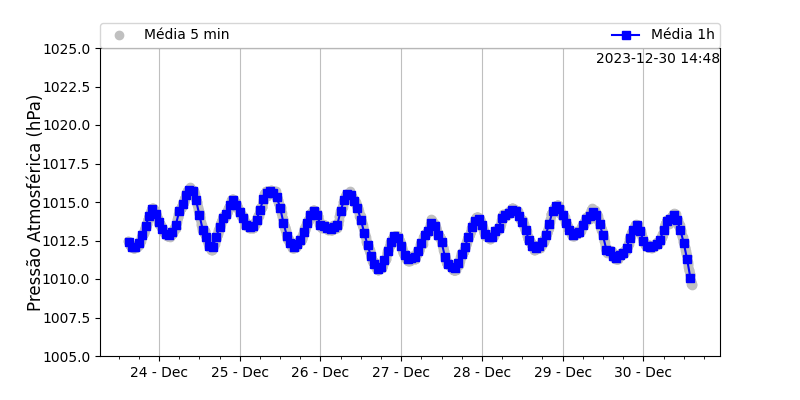 Média 5 min
Média 1h
2023-12-30 14:48
Pressão Atmosférica (hPa)
1025.0
1022.5
1020.0
1017.5
1015.0
1012.5
1010.0
1007.5
1005.0
24 - Dec
25 - Dec
26 - Dec
27 - Dec
28 - Dec
29 - Dec
30 - Dec